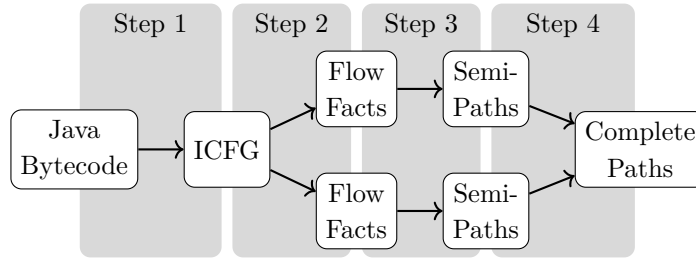 Step 1
Step 2
Step 3
Step 4
Java
Bytecode
ICFG
Flow
Facts
Semi-
Paths
Flow
Facts
Semi-
Paths
Complete
Paths